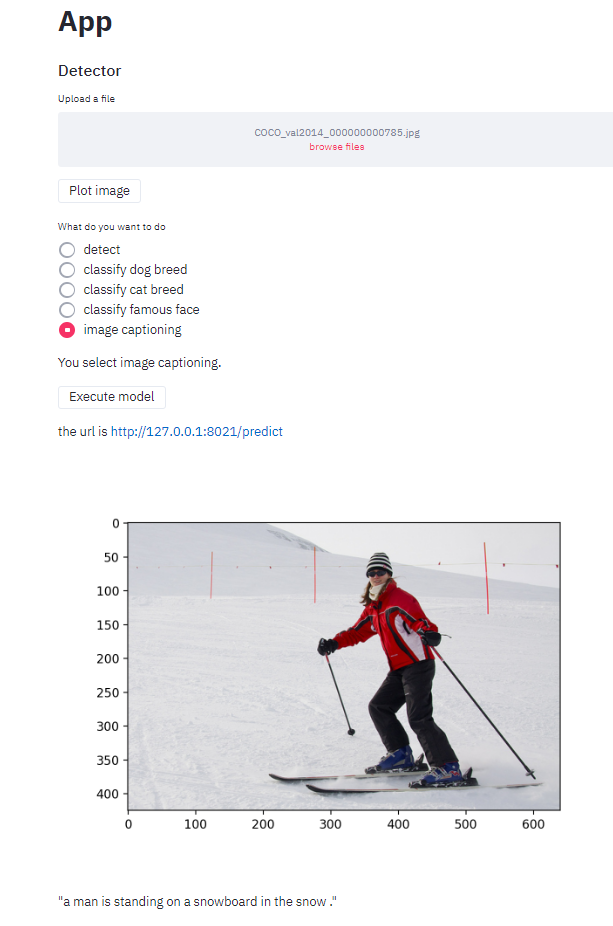 App
Detector
Upload a file
COCO_val2014_000000000785.jpg
browse files
Plot image
What do you want to do
detect
classify dog breed
classify cat breed
classify famous face
image captioning
You select image captioning.
Execute model
the url is http://127.0.0.1:8021/predict
0
50
100
150
200
250
300
350
400
0 100 200 300 400 500 600
"a man is standing on a snowboard in the snow ."